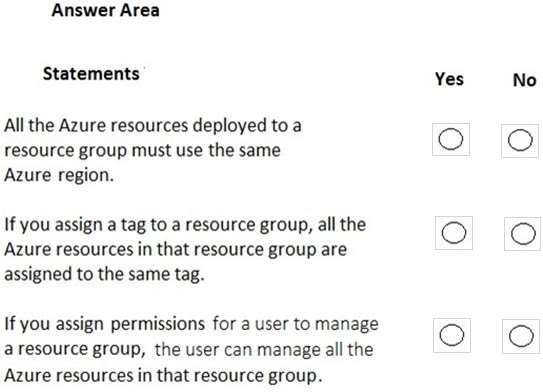 Answer Area
Statements
Yes
No
All the Azure resources deployed to a
resource group must use the same
Azure region.
If you assign a tag to a resource group, all the
Azure resources in that resource group are
assigned to the same tag.
If you assign permissions for a user to manage
a resource group, the user can manage all the
Azure resources in that resource group.